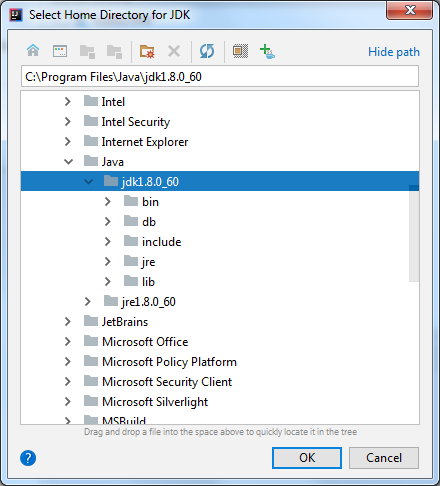 Select Home Directory for JDK
Hide path
C:\Program Files\Java\jdk1.8.0_60
Intel
Intel Security
Internet Explorer
Java
jdk1.8.0_60
bin
db
include
jre
lib
jre1.8.0_60
JetBrains
Microsoft Office
Microsoft Policy Platform
Microsoft Security Client
Microsoft Silverlight
MSBuild
Drag and drop a file into the space above to quickly locate it in the tree
? OK Cancel